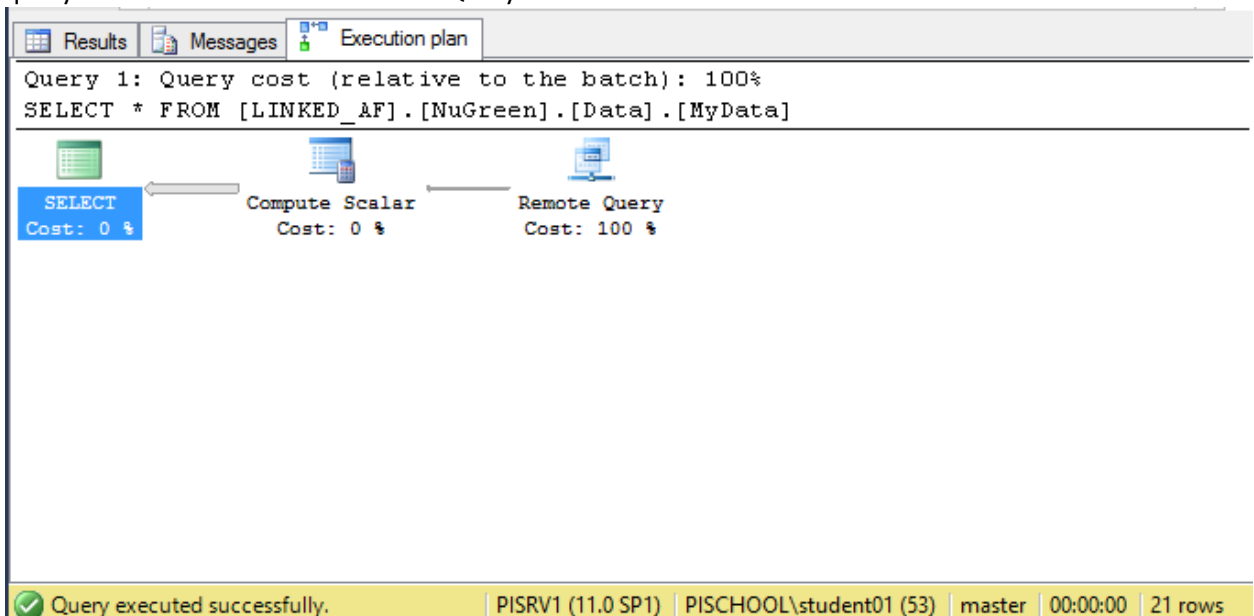 Results Messages Execution plan
Query 1: Query cost (relative to the batch): 100%
SELECT * FROM [LINKED_AF].[NuGreen].[Data].[MyData]
SELECT Compute Scalar Remote Query
Cost: 0 % Cost: 0 % Cost: 100 %
Query executed successfully. PISRV1 (11.0 SP1) PISCHOOL\student01 (53) master 00:00:00 21 rows